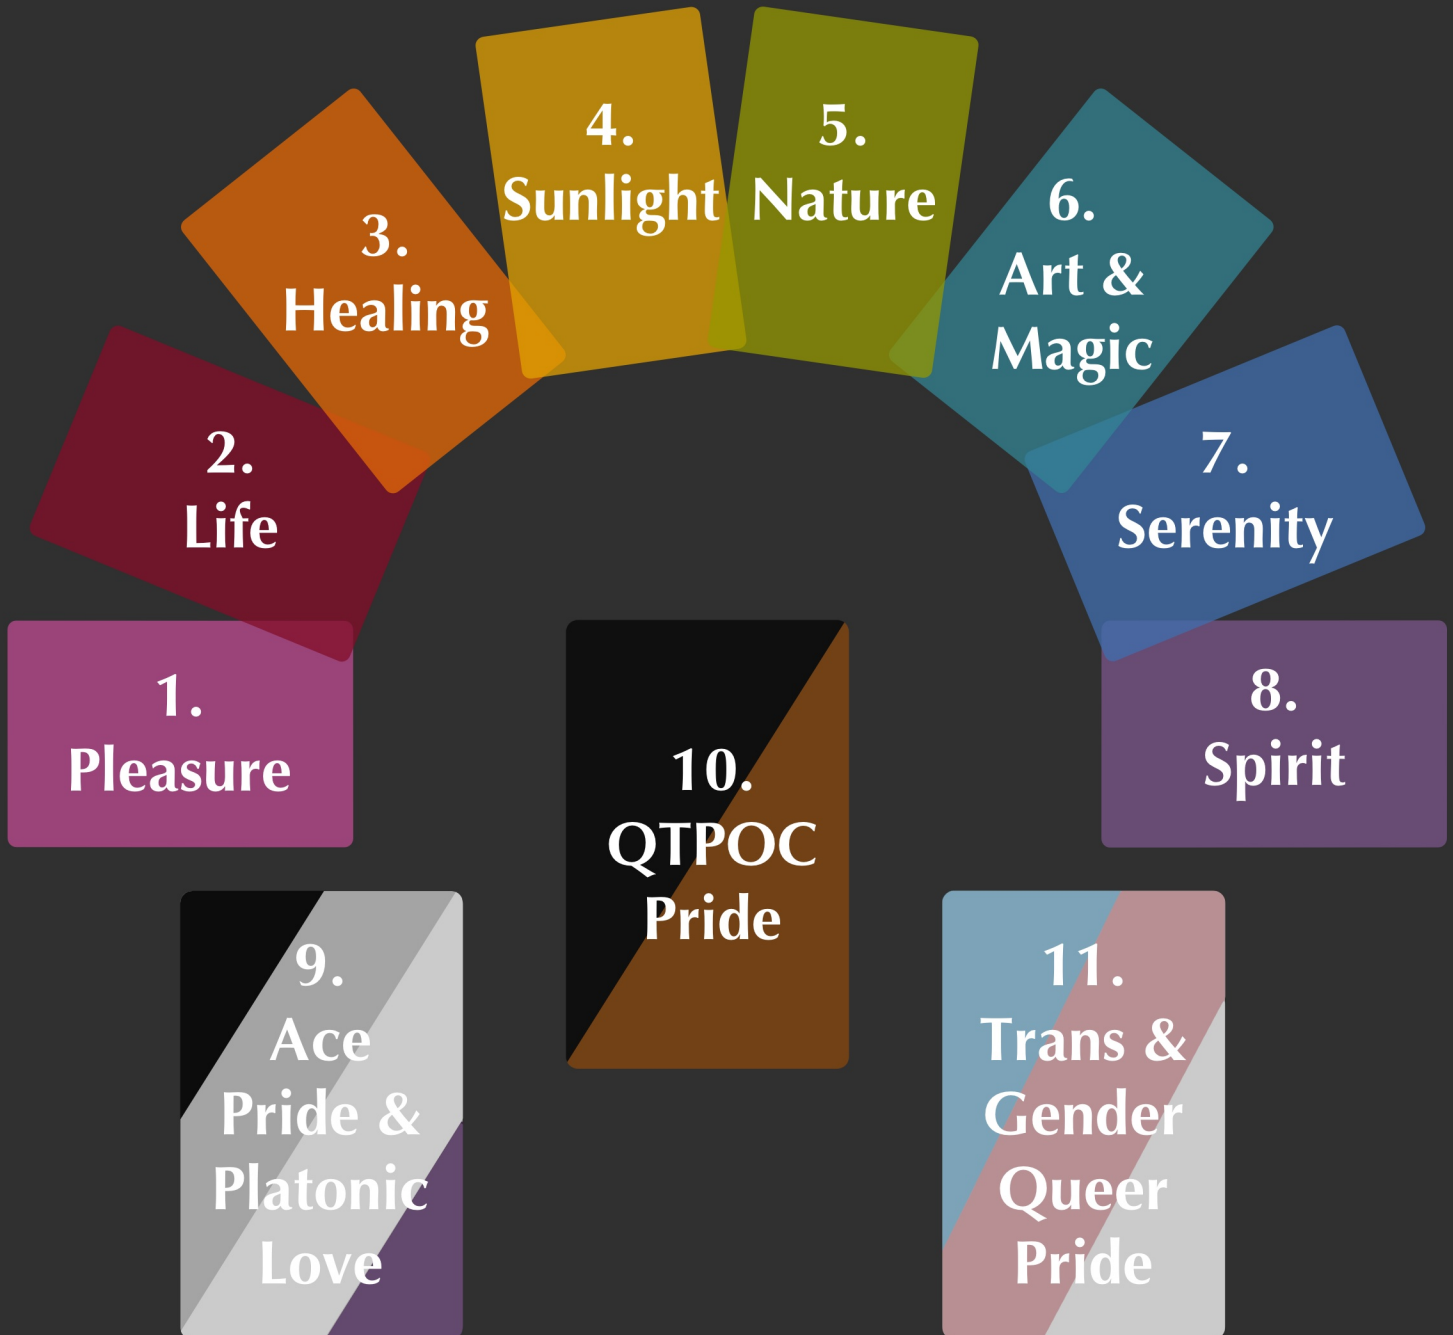 1.
Pleasure
2.
Life
3.
Healing
4.
Sunlight
5.
Nature
6.
Art &
Magic
7.
Serenity
8.
Spirit
9.
Ace
Pride &
Platonic
Love
10.
QTPOC
Pride
11.
Trans &
Gender
Queer
Pride